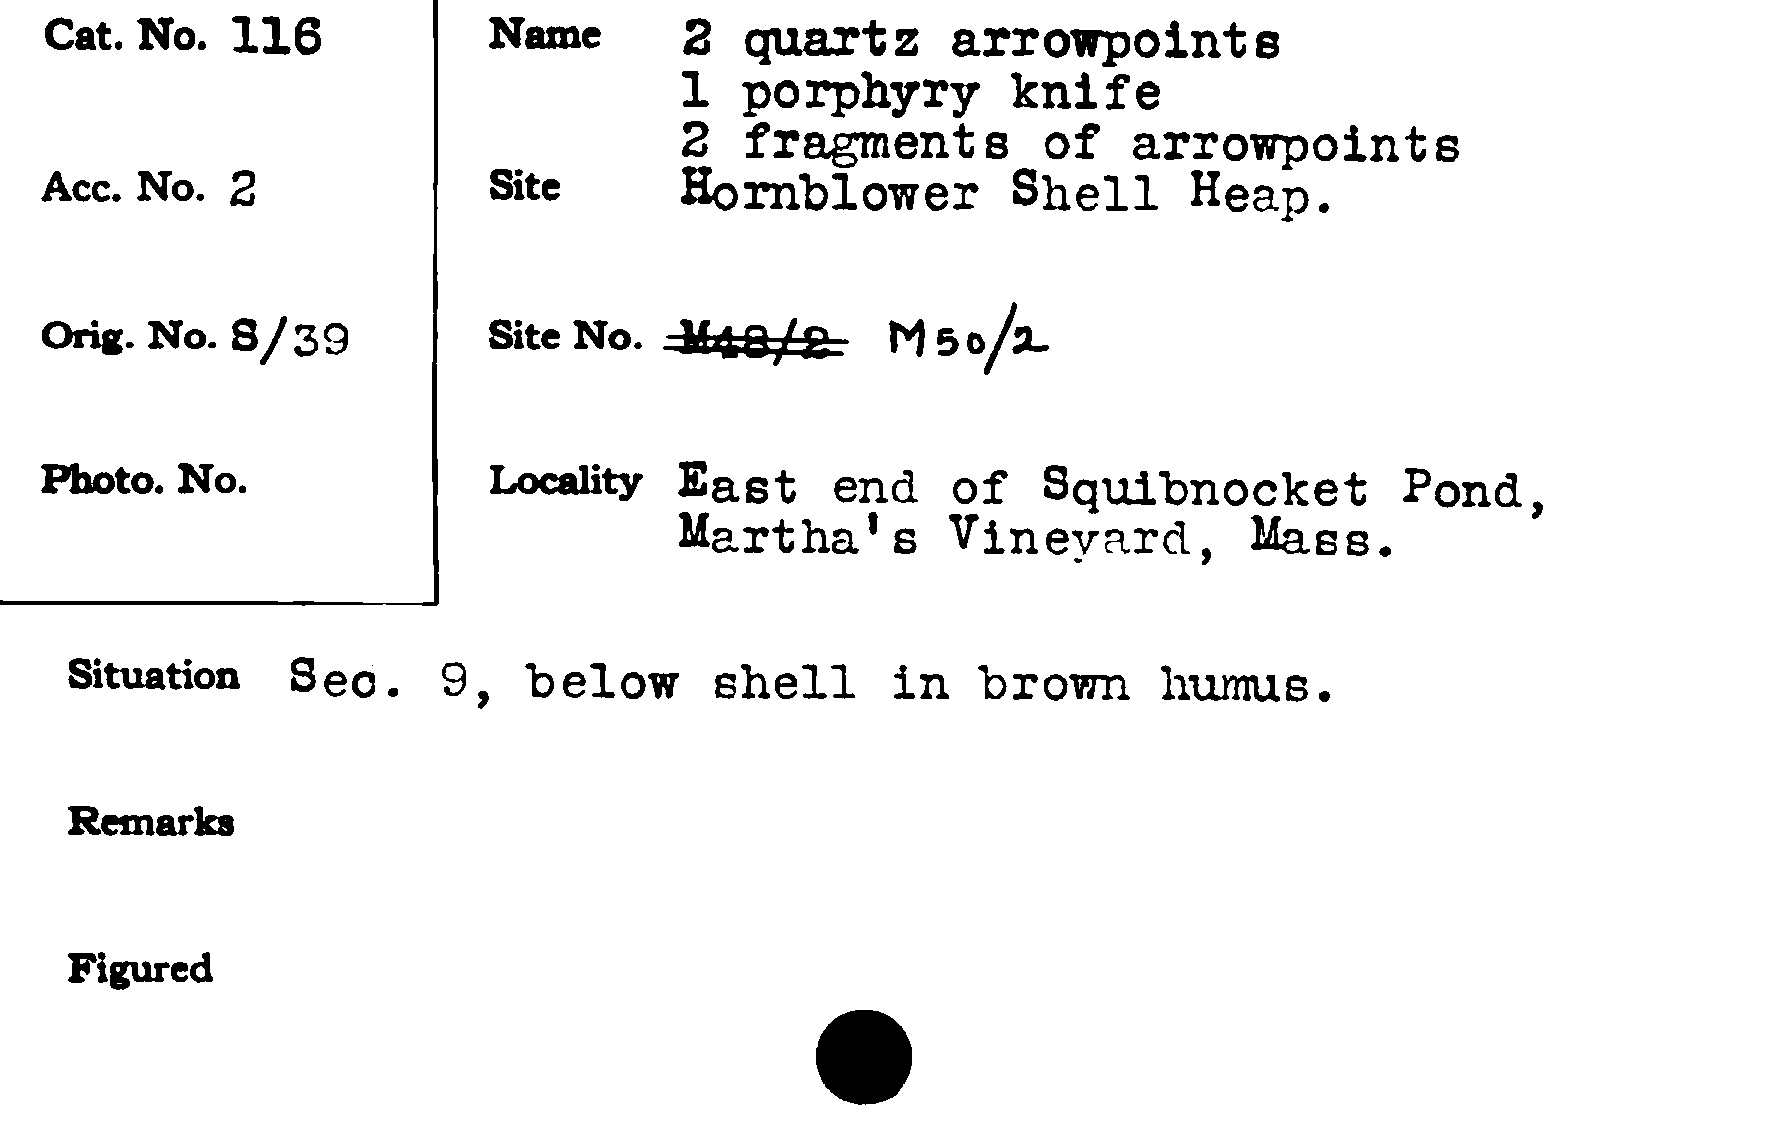 Cat. No. 116
Name 2 quartz arrowpoints
1 porphyry knife
2 fragments of arrowpoints
Acc. No. 2
Site Hornblower Shell Heap.
Orig. No. S/39
Site No. M48/2 M50/2
Photo. No.
Locality East end of Squibnocket Pond,
Martha's Vineyard, Mass.
Situation Sec. 9, below shell in brown humus.
Remarks
Figured